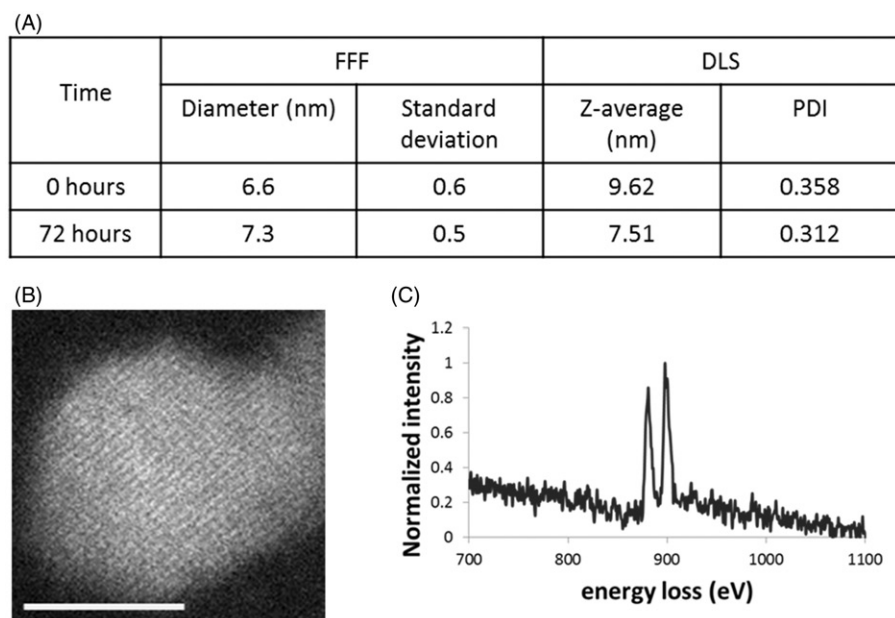 (A)
Time FFF DLS
Diameter (nm) Standard deviation Z-average (nm) PDI
0 hours 6.6 0.6 9.62 0.358
72 hours 7.3 0.5 7.51 0.312
(B)
(C)
Normalized intensity
1.2
1
0.8
0.6
0.4
0.2
0
700 800 900 1000 1100
energy loss (eV)